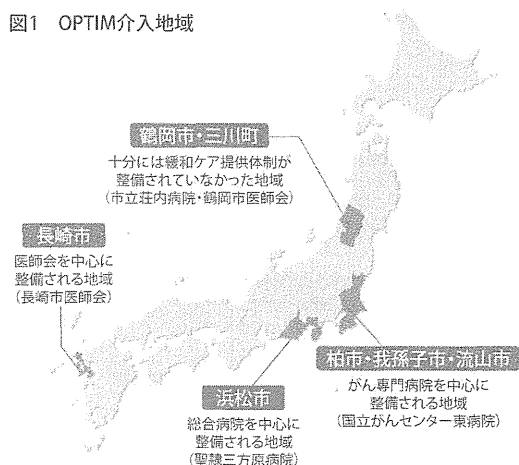 図1 OPTIM介入地域
鶴岡市・三川町
十分には緩和ケア提供体制が
整備されていなかった地域
(市立荘内病院・鶴岡市医師会)
長崎市
医師会を中心に
整備される地域
(長崎市医師会)
柏市・我孫子市・流山市
がん専門病院を中心に
整備される地域
(国立がんセンター東病院)
浜松市
総合病院を中心に
整備される地域
(聖隷三方原病院)